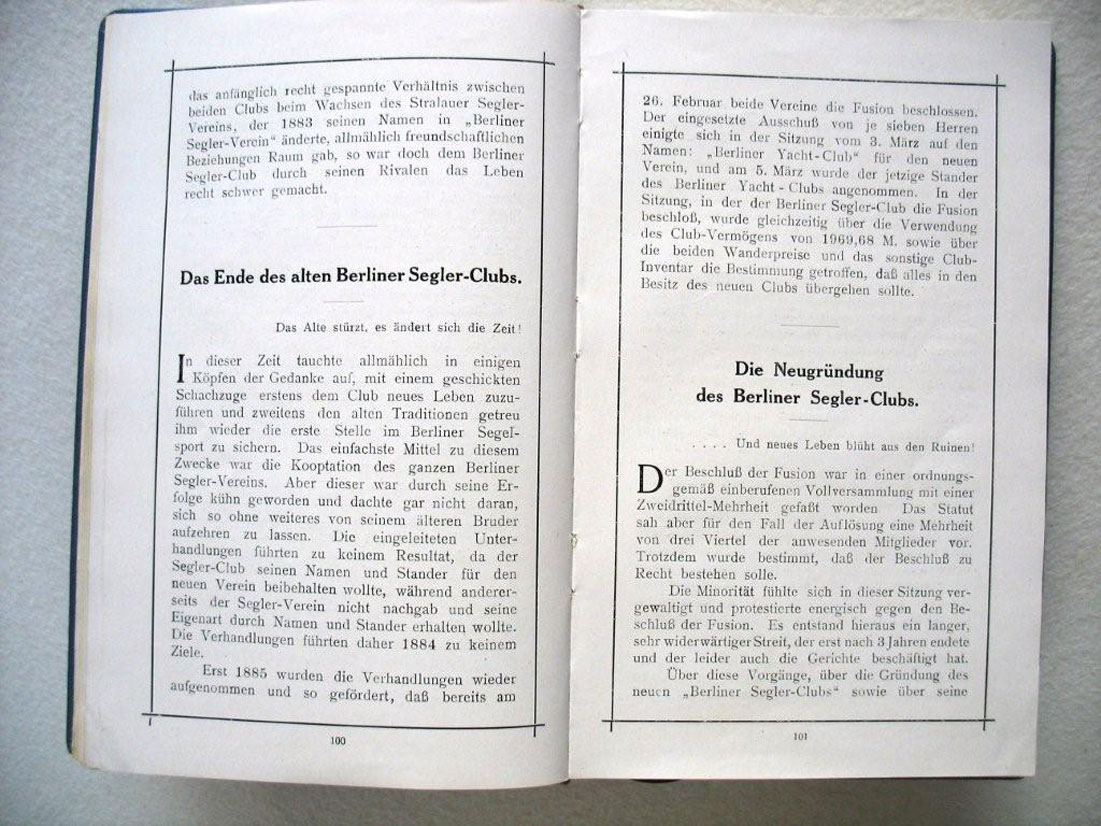 das anfänglich recht gespannte Verhältnis zwischen
beiden Clubs beim Wachsen des Stralauer Segler-
Vereins, der 1883 seinen Namen in „Berliner
Segler-Verein“ änderte, allmählich freundschaftlichen
Beziehungen Raum gab, so war doch dem Berliner
Segler-Club durch seinen Rivalen das Leben
recht schwer gemacht.
Das Ende des alten Berliner Segler-Clubs.
Das Alte stürzt, es ändert sich die Zeit!
In dieser Zeit tauchte allmählich in einigen
Köpfen der Gedanke auf, mit einem geschickten
Schachzuge erstens dem Club neues Leben zuzu-
führen und zweitens den alten Traditionen getreu
ihm wieder die erste Stelle im Berliner Segel-
sport zu sichern. Das einfachste Mittel zu diesem
Zwecke war die Kooptation des ganzen Berliner
Segler-Vereins. Aber dieser war durch seine Er-
folge kühn geworden und dachte gar nicht daran,
sich so ohne weiteres von seinem älteren Bruder
aufzehren zu lassen. Die eingeleiteten Unter-
handlungen führten zu keinem Resultat, da der
Segler-Club seinen Namen und Stander für den
neuen Verein beibehalten wollte, während anderer-
seits der Segler-Verein nicht nachgab und seine
Eigenart durch Namen und Stander erhalten wollte.
Die Verhandlungen führten daher 1884 zu keinem
Ziele.
Erst 1885 wurden die Verhandlungen wieder
aufgenommen und so gefördert, daß bereits am
100
26. Februar beide Vereine die Fusion beschlossen.
Der eingesetzte Ausschuß von je sieben Herren
einigte sich in der Sitzung vom 3. März auf den
Namen: „Berliner Yacht-Club“ für den neuen
Verein, und am 5. März wurde der jetzige Stander
des Berliner Yacht-Clubs angenommen. In der
Sitzung, in der der Berliner Segler-Club die Fusion
beschloß, wurde gleichzeitig über die Verwendung
des Club-Vermögens von 1969,68 M. sowie über
die beiden Wanderpreise und das sonstige Club-
Inventar die Bestimmung getroffen, daß alles in den
Besitz des neuen Clubs übergehen sollte.
Die Neugründung
des Berliner Segler-Clubs.
. . . . Und neues Leben blüht aus den Ruinen!
Der Beschluß der Fusion war in einer ordnungs-
gemäß einberufenen Vollversammlung mit einer
Zweidrittel-Mehrheit gefaßt worden Das Statut
sah aber für den Fall der Auflösung eine Mehrheit
von drei Viertel der anwesenden Mitglieder vor.
Trotzdem wurde bestimmt, daß der Beschluß zu
Recht bestehen solle.
Die Minorität fühlte sich in dieser Sitzung ver-
gewaltigt und protestierte energisch gegen den Be-
schluß der Fusion. Es entstand hieraus ein langer,
sehr widerwärtiger Streit, der erst nach 3 Jahren endete
und der leider auch die Gerichte beschäftigt hat.
Über diese Vorgänge, über die Gründung des
neuen „Berliner Segler-Clubs“ sowie über seine
101